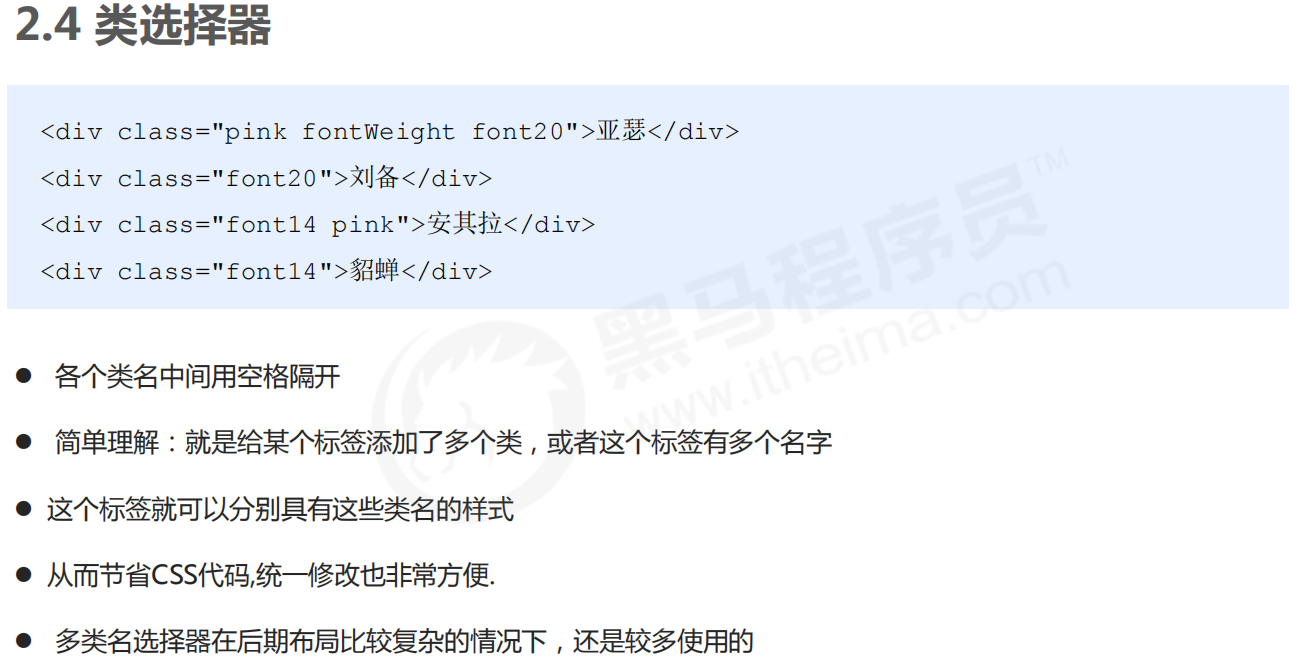 2.4 类选择器
<div class="pink fontWeight font20">亚瑟</div>
<div class="font20">刘备</div>
<div class="font14 pink">安其拉</div>
<div class="font14">貂蝉</div>
黑马程序员™
www.itheima.com
● 各个类名中间用空格隔开
● 简单理解：就是给某个标签添加了多个类，或者这个标签有多个名字
● 这个标签就可以分别具有这些类名的样式
● 从而节省CSS代码,统一修改也非常方便.
● 多类名选择器在后期布局比较复杂的情况下，还是较多使用的